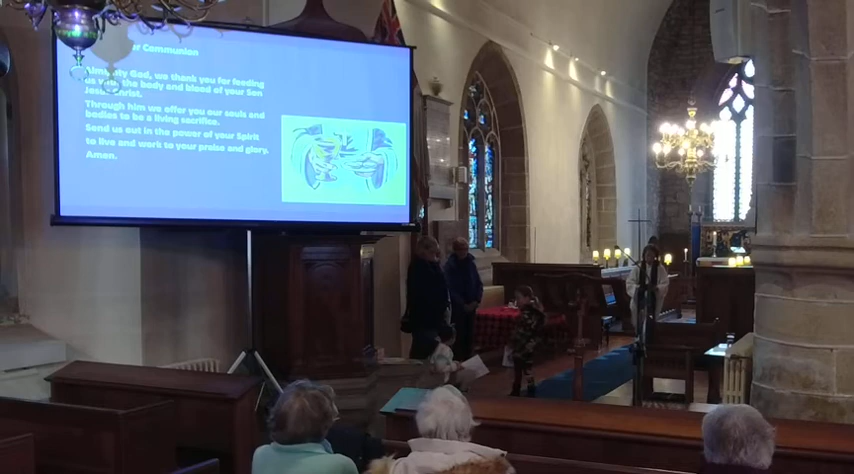 Communion
Almighty God, we thank you for feeding
us with the body and blood of your Son
Jesus Christ.
Through him we offer you our souls and
bodies to be a living sacrifice.
Send us out in the power of your Spirit
to live and work to your praise and glory.
Amen.